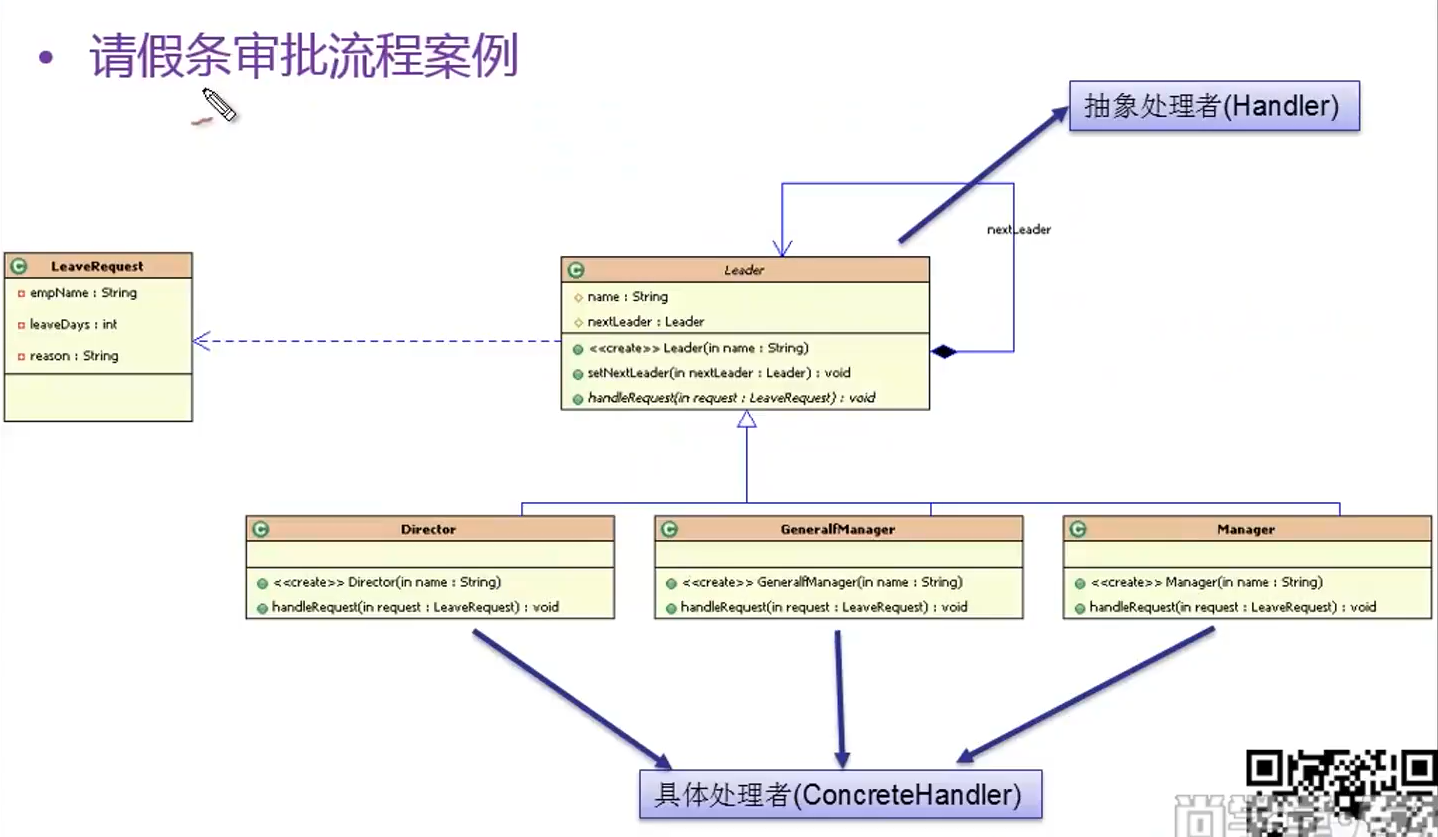 • 请假条审批流程案例
抽象处理者(Handler)
nextLeader
LeaveRequest
empName : String
leaveDays : int
reason : String
Leader
name : String
nextLeader : Leader
<<create>> Leader(in name : String)
setNextLeader(in nextLeader : Leader) : void
handleRequest(in request : LeaveRequest) : void
Director
<<create>> Director(in name : String)
handleRequest(in request : LeaveRequest) : void
GeneralfManager
<<create>> GeneralfManager(in name : String)
handleRequest(in request : LeaveRequest) : void
Manager
<<create>> Manager(in name : String)
handleRequest(in request : LeaveRequest) : void
具体处理者(ConcreteHandler)